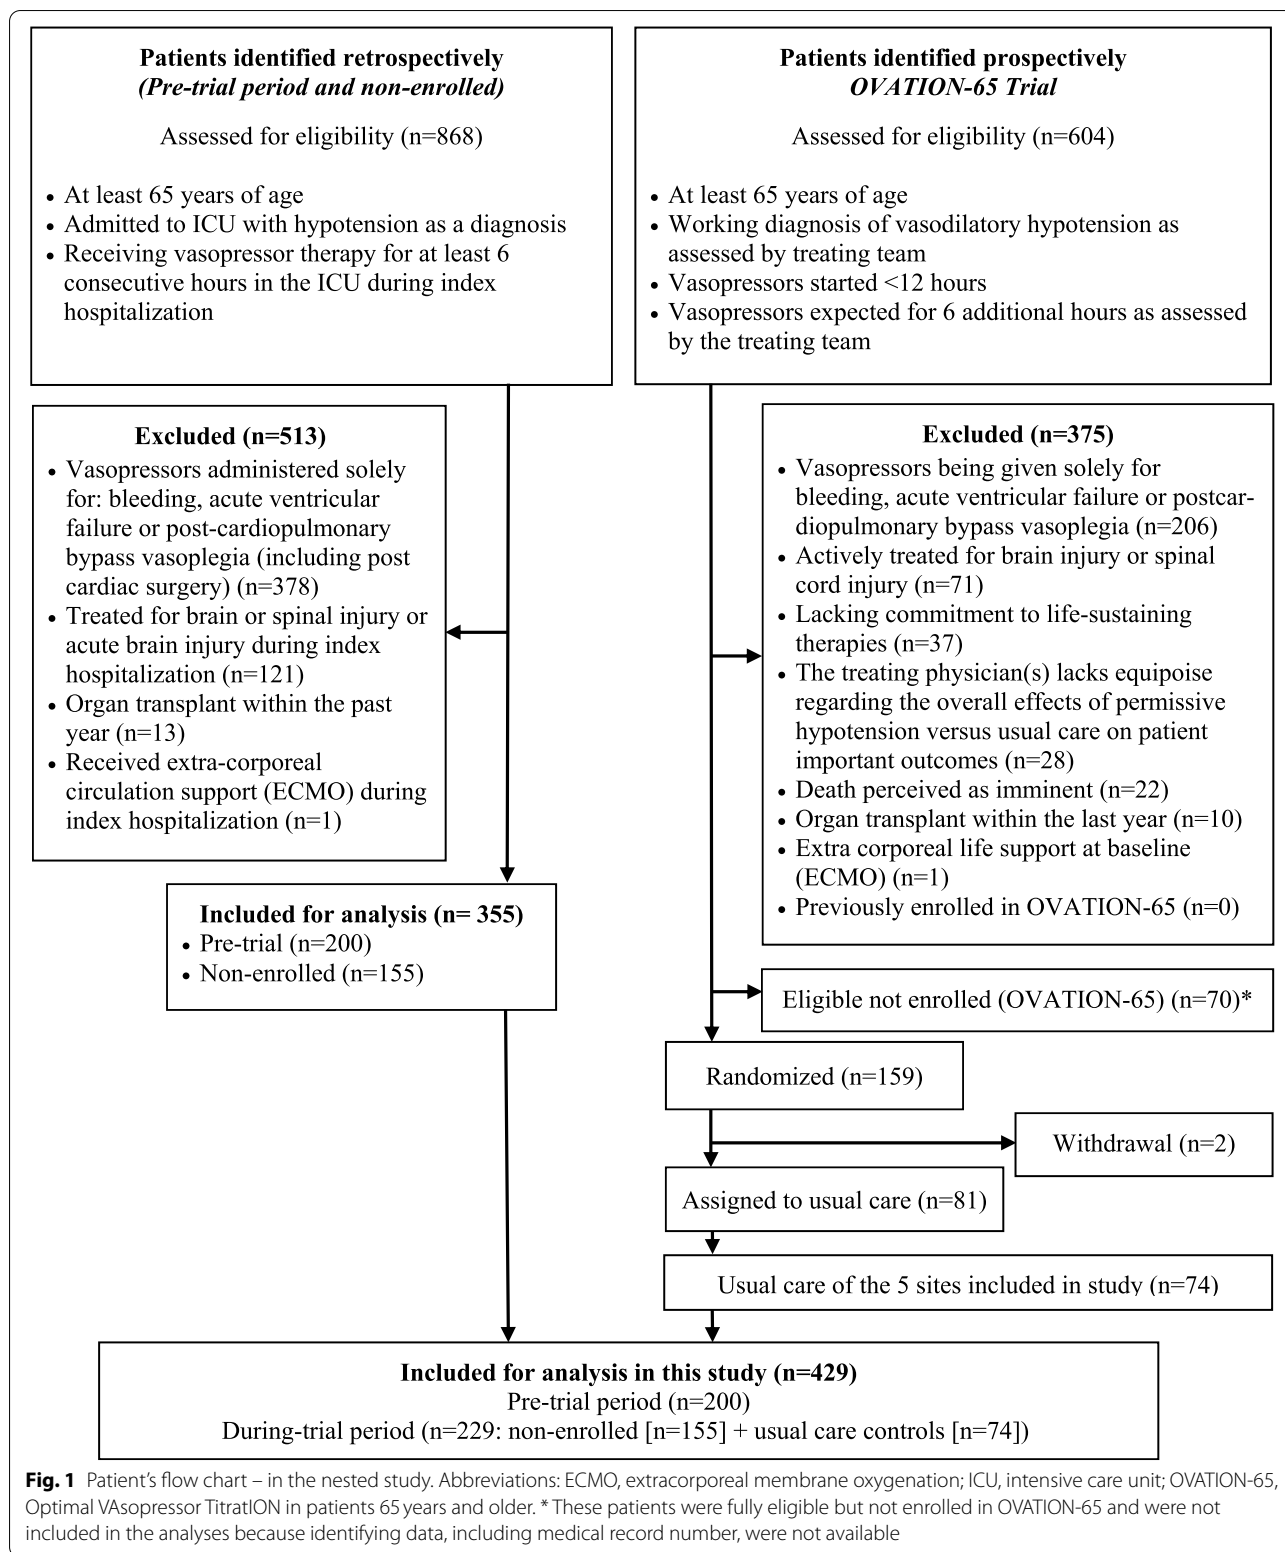 Patients identified retrospectively
(Pre-trial period and non-enrolled)
Assessed for eligibility (n=868)
• At least 65 years of age
• Admitted to ICU with hypotension as a diagnosis
• Receiving vasopressor therapy for at least 6
consecutive hours in the ICU during index
hospitalization
Patients identified prospectively
OVATION-65 Trial
Assessed for eligibility (n=604)
• At least 65 years of age
• Working diagnosis of vasodilatory hypotension as
assessed by treating team
• Vasopressors started <12 hours
• Vasopressors expected for 6 additional hours as assessed
by the treating team
Excluded (n=513)
• Vasopressors administered solely
for: bleeding, acute ventricular
failure or post-cardiopulmonary
bypass vasoplegia (including post
cardiac surgery) (n=378)
• Treated for brain or spinal injury or
acute brain injury during index
hospitalization (n=121)
• Organ transplant within the past
year (n=13)
• Received extra-corporeal
circulation support (ECMO) during
index hospitalization (n=1)
Excluded (n=375)
• Vasopressors being given solely for
bleeding, acute ventricular failure or postcar-
diopulmonary bypass vasoplegia (n=206)
• Actively treated for brain injury or spinal
cord injury (n=71)
• Lacking commitment to life-sustaining
therapies (n=37)
• The treating physician(s) lacks equipoise
regarding the overall effects of permissive
hypotension versus usual care on patient
important outcomes (n=28)
• Death perceived as imminent (n=22)
• Organ transplant within the last year (n=10)
• Extra corporeal life support at baseline
(ECMO) (n=1)
• Previously enrolled in OVATION-65 (n=0)
Included for analysis (n= 355)
• Pre-trial (n=200)
• Non-enrolled (n=155)
Eligible not enrolled (OVATION-65) (n=70)*
Randomized (n=159)
Withdrawal (n=2)
Assigned to usual care (n=81)
Usual care of the 5 sites included in study (n=74)
Included for analysis in this study (n=429)
Pre-trial period (n=200)
During-trial period (n=229: non-enrolled [n=155] + usual care controls [n=74])
Fig. 1 Patient's flow chart – in the nested study. Abbreviations: ECMO, extracorporeal membrane oxygenation; ICU, intensive care unit; OVATION-65,
Optimal VAsopressor TitratION in patients 65 years and older. * These patients were fully eligible but not enrolled in OVATION-65 and were not
included in the analyses because identifying data, including medical record number, were not available